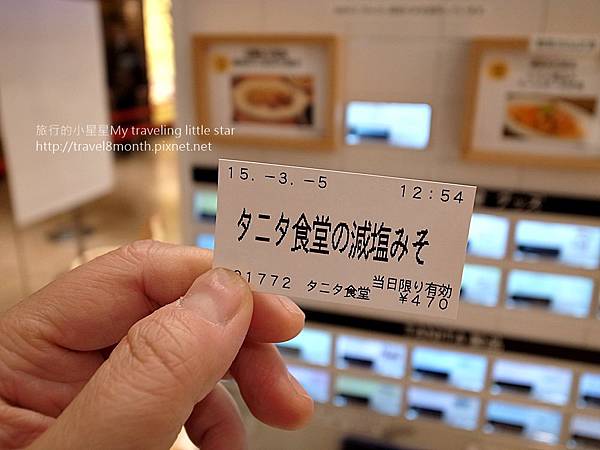 旅行的小星星My traveling little star
http://travel8month.pixnet.net
15. -3. -5 12:54
タニタ食堂の減塩みそ
01772 タニタ食堂 当日限り有効
¥470